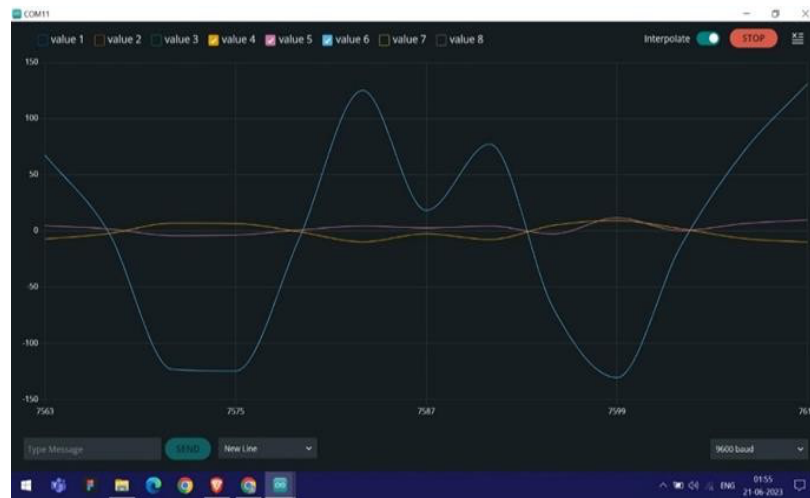 COM11
value 1 value 2 value 3 value 4 value 5 value 6 value 7 value 8
Interpolate STOP
150
100
50
0
-50
-100
-150
7563 7575 7587 7599
Type Message SEND New Line 9600 baud
ENG 01:55
21-06-2023